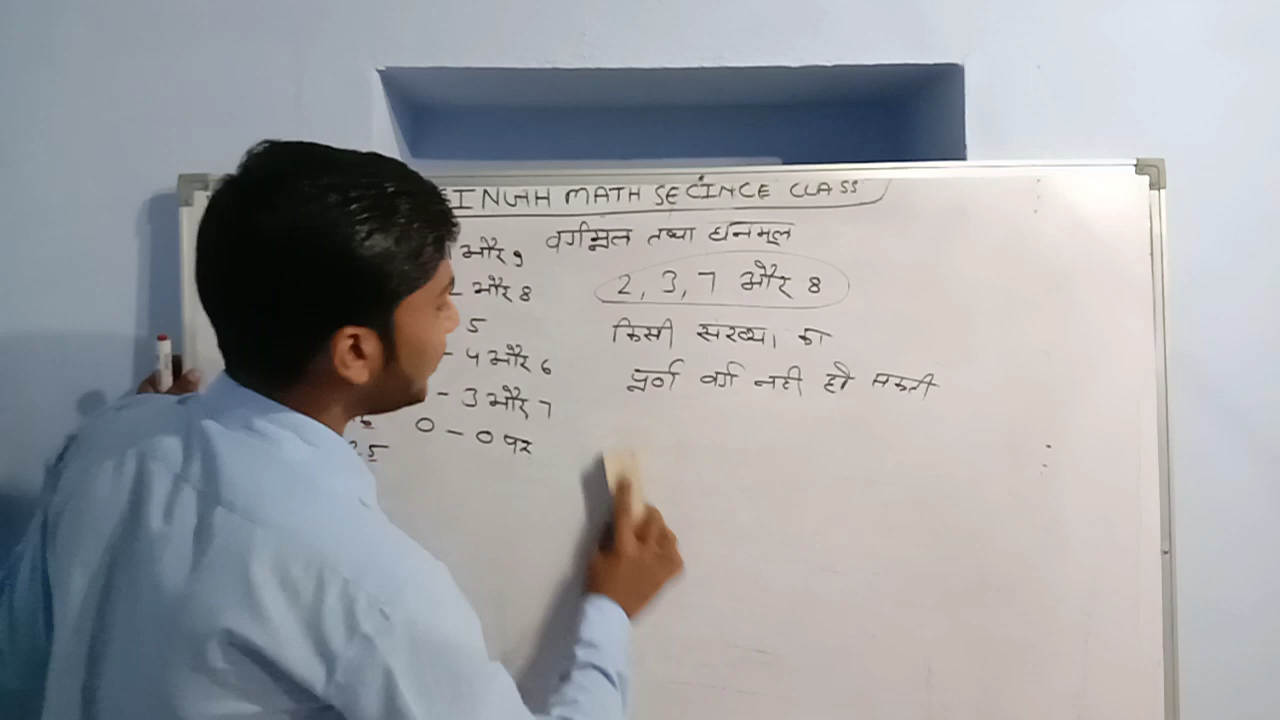 SINGH MATH SECINCE CLASS
वर्गमूल तथा घनमूल
और 9
2, 3, 7 और 8
- और 8
किसी संख्या का
5
- 4 और 6
पूर्ण वर्ग नही हो सकती
- 3 और 7
0 - 0 पर
25